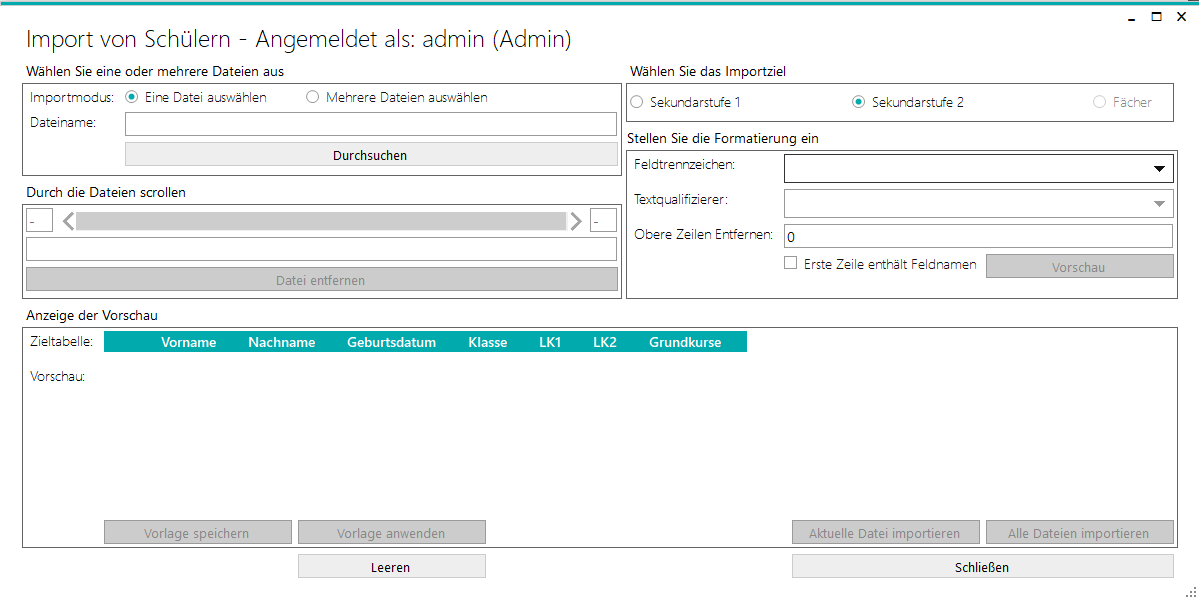 Import von Schülern - Angemeldet als: admin (Admin)
Wählen Sie eine oder mehrere Dateien aus
Importmodus: Eine Datei auswählen Mehrere Dateien auswählen
Dateiname:
Durchsuchen
Durch die Dateien scrollen
- -
Datei entfernen
Wählen Sie das Importziel
Sekundarstufe 1 Sekundarstufe 2 Fächer
Stellen Sie die Formatierung ein
Feldtrennzeichen:
Textqualifizierer:
Obere Zeilen Entfernen: 0
Erste Zeile enthält Feldnamen Vorschau
Anzeige der Vorschau
Zieltabelle: Vorname Nachname Geburtsdatum Klasse LK1 LK2 Grundkurse
Vorschau:
Vorlage speichern Vorlage anwenden Aktuelle Datei importieren Alle Dateien importieren
Leeren Schließen